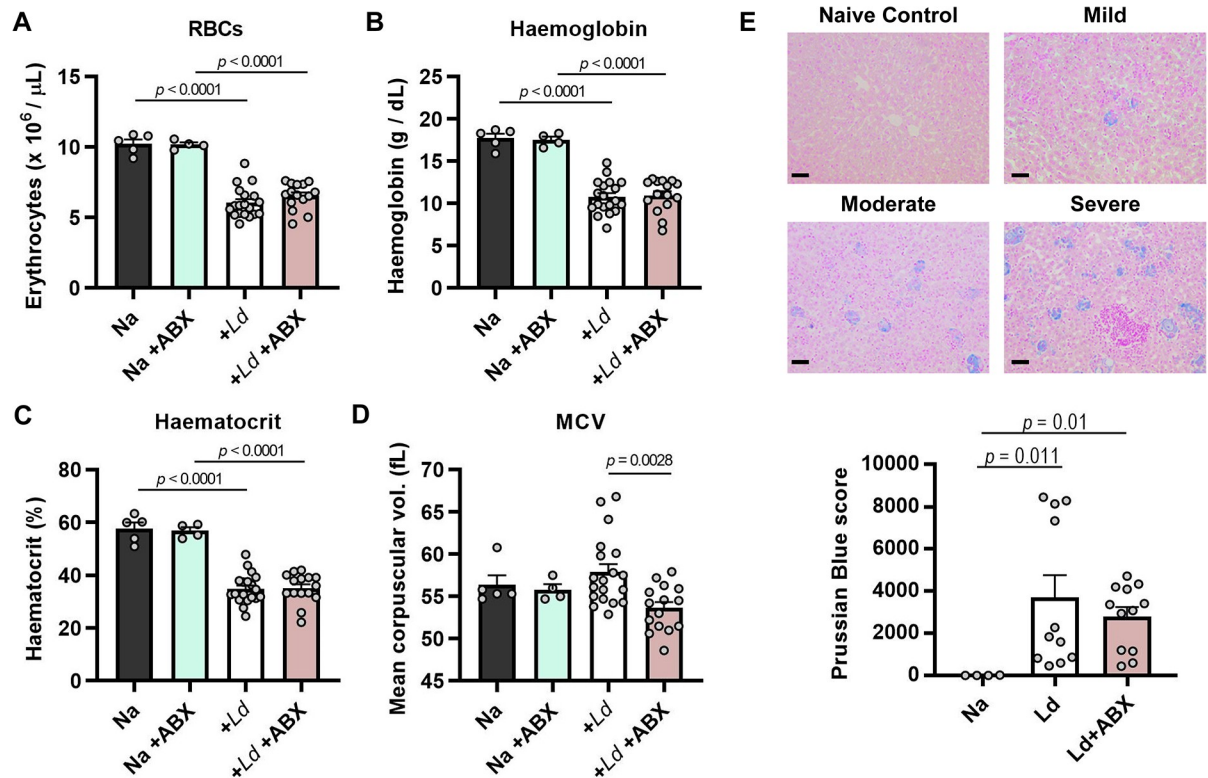 A
RBCs
p < 0.0001
p < 0.0001
Erythrocytes (x 10⁶ / μL)
15
10
5
0
Na
Na +ABX
+Ld
+Ld +ABX
B
Haemoglobin
p < 0.0001
p < 0.0001
Haemoglobin (g / dL)
25
20
15
10
5
0
Na
Na +ABX
+Ld
+Ld +ABX
C
Haematocrit
p < 0.0001
p < 0.0001
Haematocrit (%)
80
60
40
20
0
Na
Na +ABX
+Ld
+Ld +ABX
D
MCV
p = 0.0028
Mean corpuscular vol. (fL)
70
65
60
55
50
45
Na
Na +ABX
+Ld
+Ld +ABX
E
Naive Control
Mild
Moderate
Severe
p = 0.01
p = 0.011
Prussian Blue score
10000
8000
6000
4000
2000
0
Na
Ld
Ld+ABX